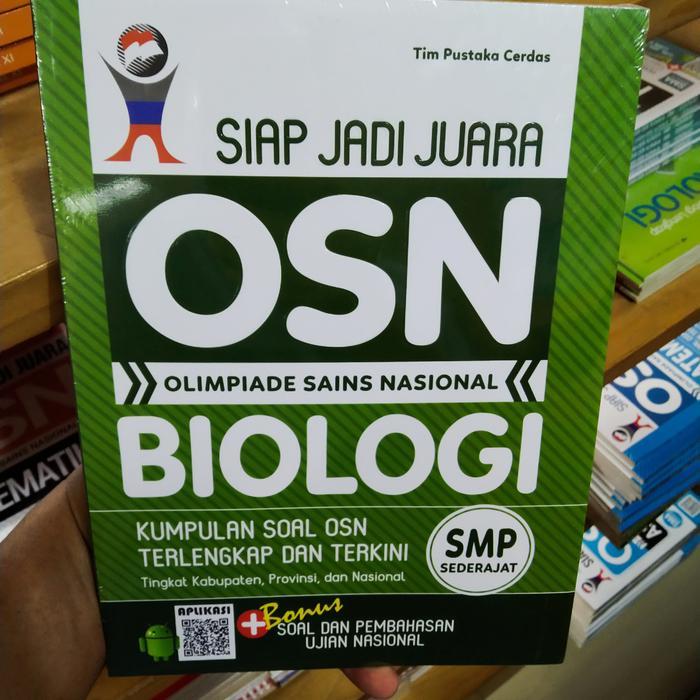 Tim Pustaka Cerdas
SIAP JADI JUARA
OSN
OLIMPIADE SAINS NASIONAL
BIOLOGI
KUMPULAN SOAL OSN
TERLENGKAP DAN TERKINI
Tingkat Kabupaten, Provinsi, dan Nasional
SMP
SEDERAJAT
APLIKASI
+Bonus
SOAL DAN PEMBAHASAN
UJIAN NASIONAL
XI